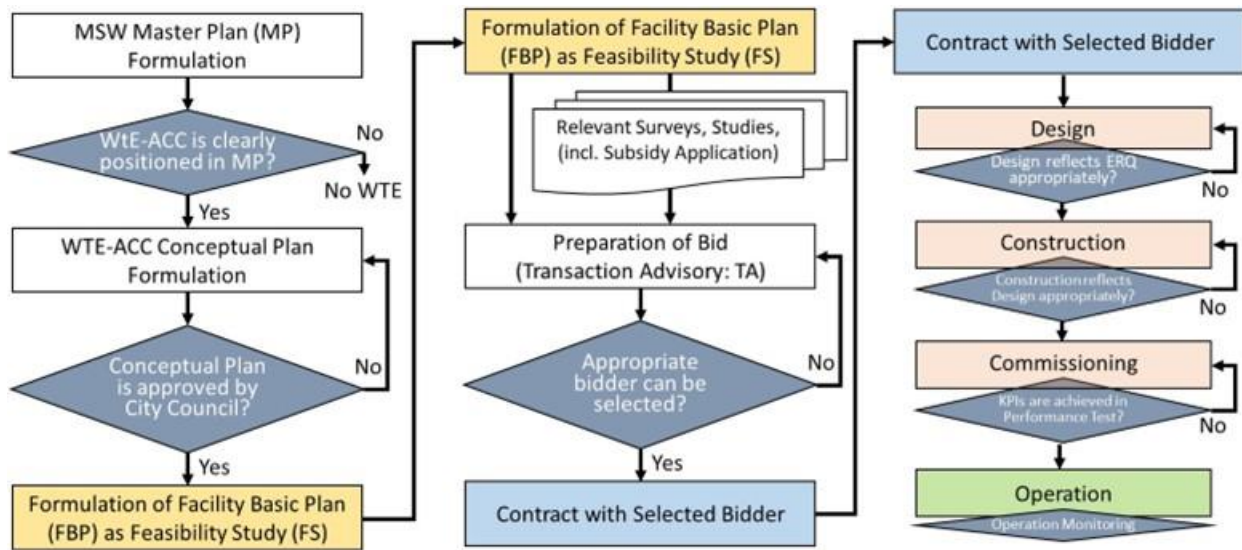 MSW Master Plan (MP)
Formulation
WtE-ACC is clearly
positioned in MP?
No
No WTE
Yes
WTE-ACC Conceptual Plan
Formulation
Conceptual Plan
is approved by
City Council?
No
Yes
Formulation of Facility Basic Plan
(FBP) as Feasibility Study (FS)
Formulation of Facility Basic Plan
(FBP) as Feasibility Study (FS)
Relevant Surveys, Studies,
(incl. Subsidy Application)
Preparation of Bid
(Transaction Advisory: TA)
Appropriate
bidder can be
selected?
No
Yes
Contract with Selected Bidder
Contract with Selected Bidder
Design
Design reflects ERQ
appropriately?
No
Construction
Construction reflects
Design appropriately?
No
Commissioning
KPIs are achieved in
Performance Test?
No
Operation
Operation Monitoring